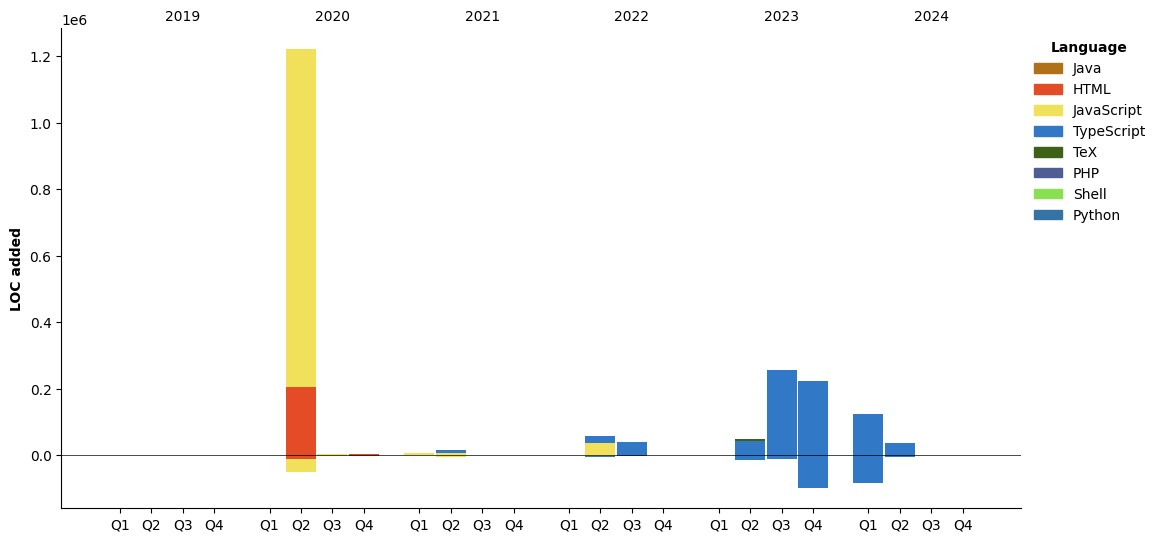 1e6
2019 2020 2021 2022 2023 2024
LOC added
1.2
1.0
0.8
0.6
0.4
0.2
0.0
Q1 Q2 Q3 Q4 Q1 Q2 Q3 Q4 Q1 Q2 Q3 Q4 Q1 Q2 Q3 Q4 Q1 Q2 Q3 Q4 Q1 Q2 Q3 Q4
Language
Java
HTML
JavaScript
TypeScript
TeX
PHP
Shell
Python